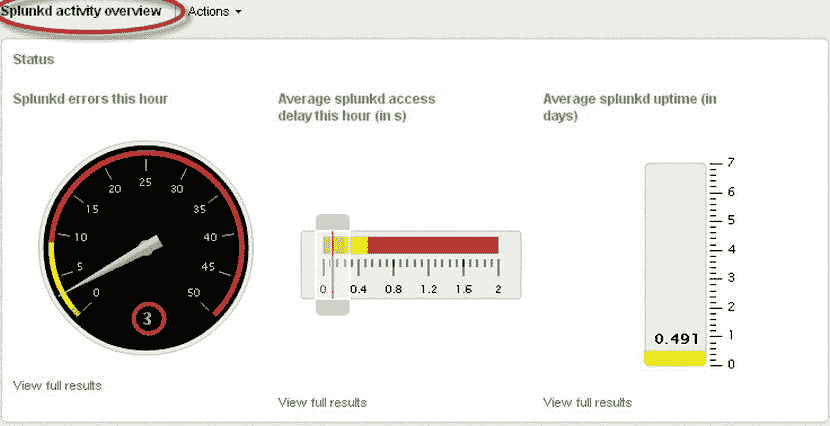 Splunkd activity overview Actions
Status
Splunkd errors this hour
Average splunkd access
delay this hour (in s)
Average splunkd uptime (in
days)
0
5
10
15
20
25
30
35
40
45
50
3
0 0.4 0.8 1.2 1.6 2
7
6
5
4
3
2
1
0
0.491
View full results
View full results
View full results